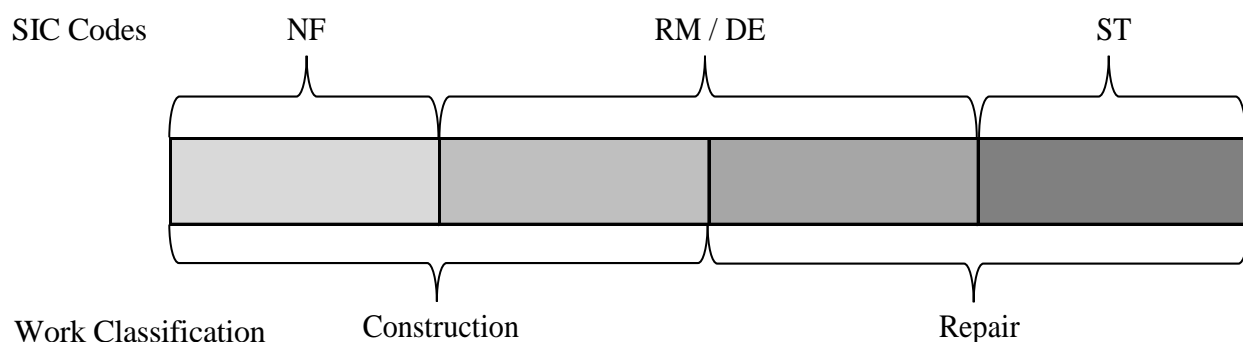 SIC Codes NF RM / DE ST
Work Classification Construction Repair